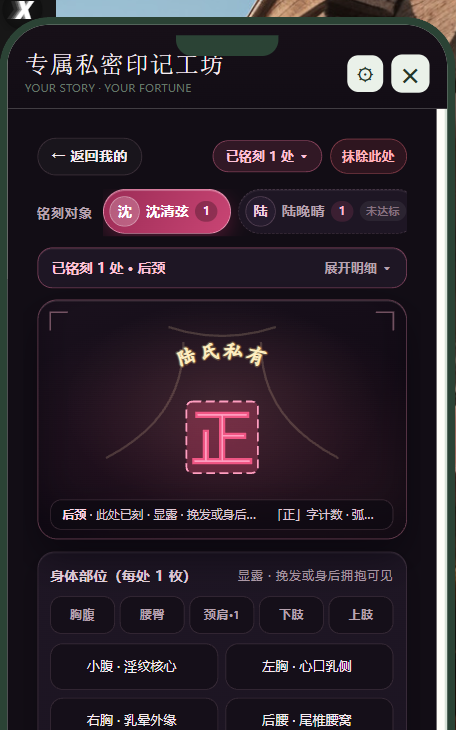 X
专属私密印记工坊
YOUR STORY · YOUR FORTUNE
← 返回我的
已铭刻 1 处
抹除此处
铭刻对象
沈 沈清弦 1
陆 陆晚晴 1 未达标
已铭刻 1 处 • 后颈
展开明细
陆氏私有
正
后颈 · 此处已刻 · 显露 · 挽发或身后... 「正」字计数 · 弧...
身体部位（每处 1 枚）
显露 · 挽发或身后拥抱可见
胸腹
腰臀
颈肩·1
下肢
上肢
小腹 · 淫纹核心
左胸 · 心口乳侧
右胸 · 乳晕外缘
后腰 · 尾椎腰窝